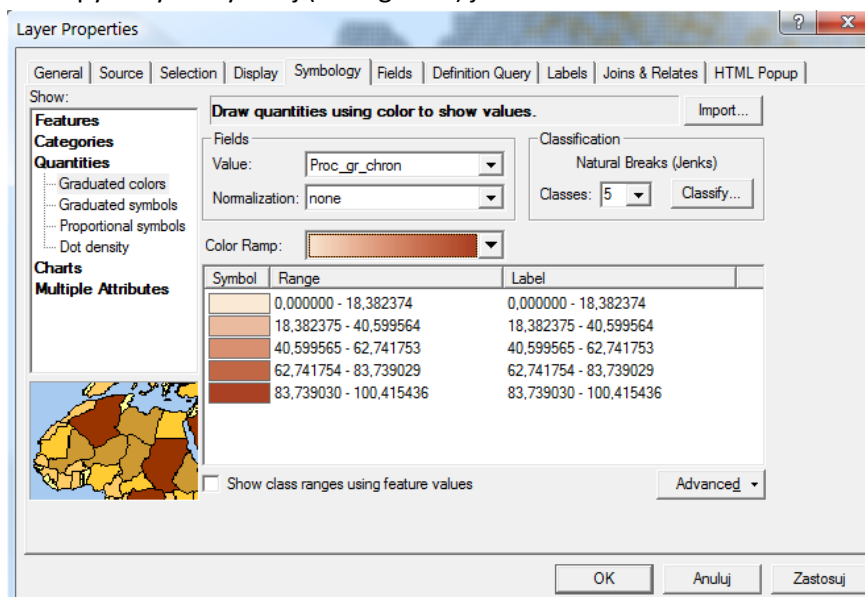 Layer Properties
General Source Selection Display Symbology Fields Definition Query Labels Joins & Relates HTML Popup
Show:
Features
Categories
Quantities
Graduated colors
Graduated symbols
Proportional symbols
Dot density
Charts
Multiple Attributes
Draw quantities using color to show values.
Import...
Fields
Value: Proc_gr_chron
Normalization: none
Classification
Natural Breaks (Jenks)
Classes: 5 Classify...
Color Ramp:
Symbol Range Label
0,000000 - 18,382374 0,000000 - 18,382374
18,382375 - 40,599564 18,382375 - 40,599564
40,599565 - 62,741753 40,599565 - 62,741753
62,741754 - 83,739029 62,741754 - 83,739029
83,739030 - 100,415436 83,739030 - 100,415436
Show class ranges using feature values
Advanced
OK Anuluj Zastosuj